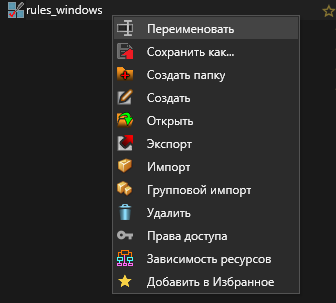 rules_windows
Переименовать
Сохранить как...
Создать папку
Создать
Открыть
Экспорт
Импорт
Групповой импорт
Удалить
Права доступа
Зависимость ресурсов
Добавить в Избранное